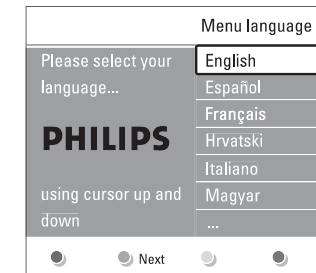 Menu language
Please select your
language...
PHILIPS
using cursor up and
down
English
Español
Français
Hrvatski
Italiano
Magyar
...
Next